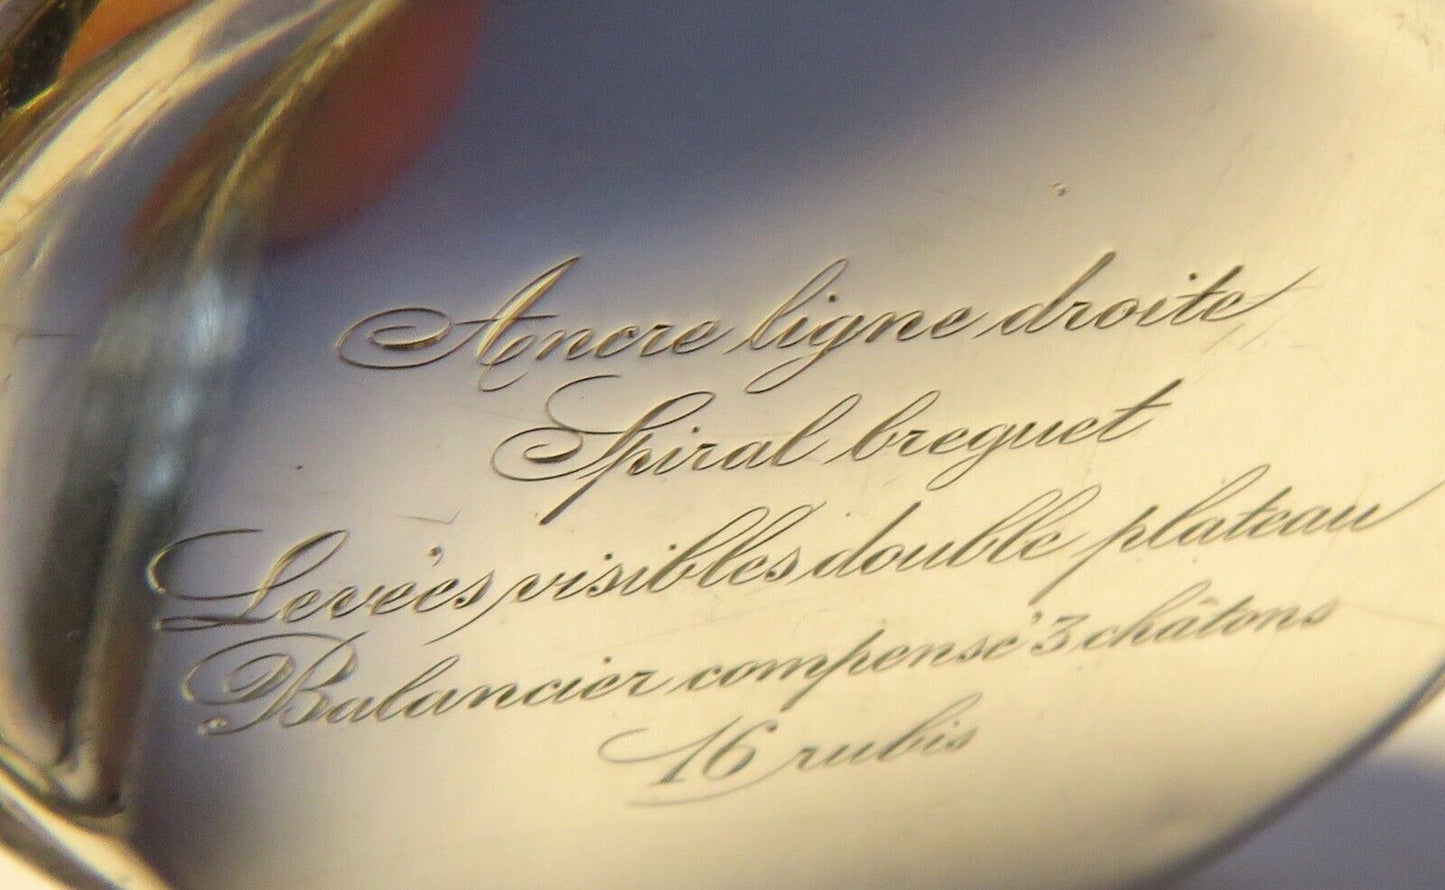 Ancre ligne droite
Spiral breguet
Levées visibles double plateau
Balancier compensé 3 châtons
16 rubis